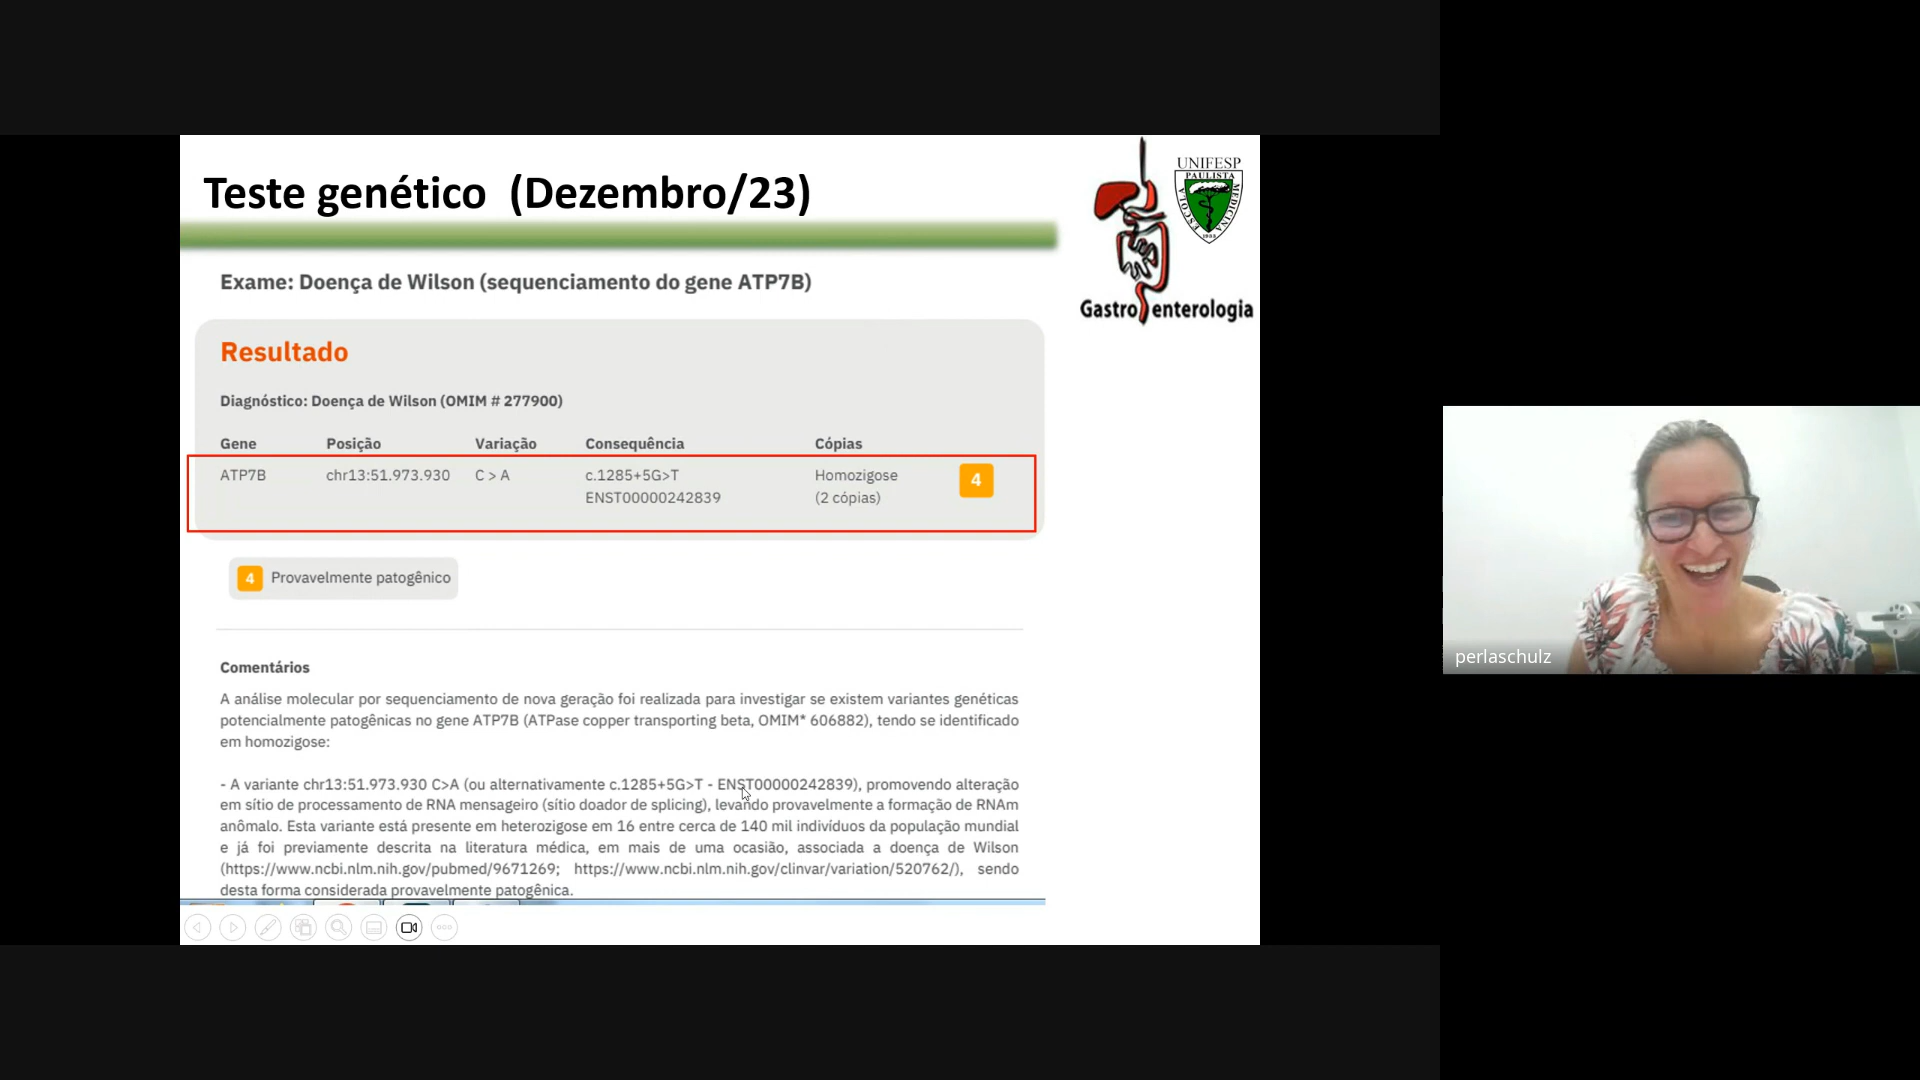 Teste genético (Dezembro/23)
UNIFESP
PAULISTA
ESCOLA
MEDICINA
1933
Gastroenterologia
Exame: Doença de Wilson (sequenciamento do gene ATP7B)
Resultado
Diagnóstico: Doença de Wilson (OMIM # 277900)
Gene Posição Variação Consequência Cópias
ATP7B chr13:51.973.930 C > A c.1285+5G>T Homozigose 4
ENST00000242839 (2 cópias)
4 Provavelmente patogênico
Comentários
A análise molecular por sequenciamento de nova geração foi realizada para investigar se existem variantes genéticas
potencialmente patogênicas no gene ATP7B (ATPase copper transporting beta, OMIM* 606882), tendo se identificado
em homozigose:
- A variante chr13:51.973.930 C>A (ou alternativamente c.1285+5G>T - ENST00000242839), promovendo alteração
em sítio de processamento de RNA mensageiro (sítio doador de splicing), levando provavelmente a formação de RNAm
anômalo. Esta variante está presente em heterozigose em 16 entre cerca de 140 mil indivíduos da população mundial
e já foi previamente descrita na literatura médica, em mais de uma ocasião, associada a doença de Wilson
(https://www.ncbi.nlm.nih.gov/pubmed/9671269; https://www.ncbi.nlm.nih.gov/clinvar/variation/520762/), sendo
desta forma considerada provavelmente patogênica.
perlaschulz